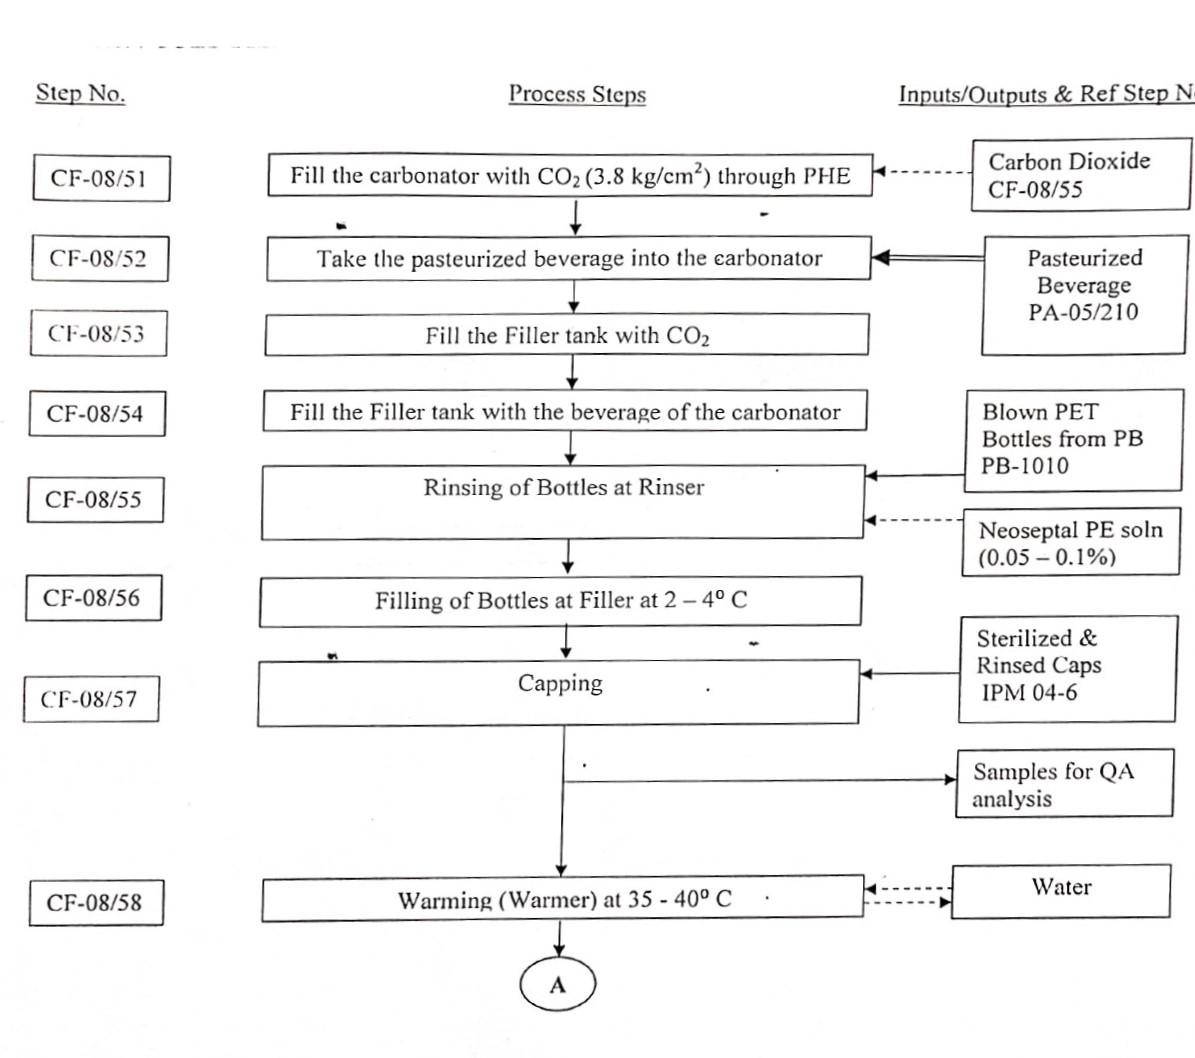 Step No.
Process Steps
Inputs/Outputs & Ref Step
CF-08/51
Fill the carbonator with CO₂ (3.8 kg/cm²) through PHE
Carbon Dioxide
CF-08/55
CF-08/52
Take the pasteurized beverage into the carbonator
Pasteurized
Beverage
PA-05/210
CF-08/53
Fill the Filler tank with CO₂
CF-08/54
Fill the Filler tank with the beverage of the carbonator
Blown PET
Bottles from PB
PB-1010
CF-08/55
Rinsing of Bottles at Rinser
Neoseptal PE soln
(0.05 – 0.1%)
CF-08/56
Filling of Bottles at Filler at 2 – 4⁰ C
CF-08/57
Capping
Sterilized &
Rinsed Caps
IPM 04-6
Samples for QA
analysis
CF-08/58
Warming (Warmer) at 35 - 40⁰ C
Water
A